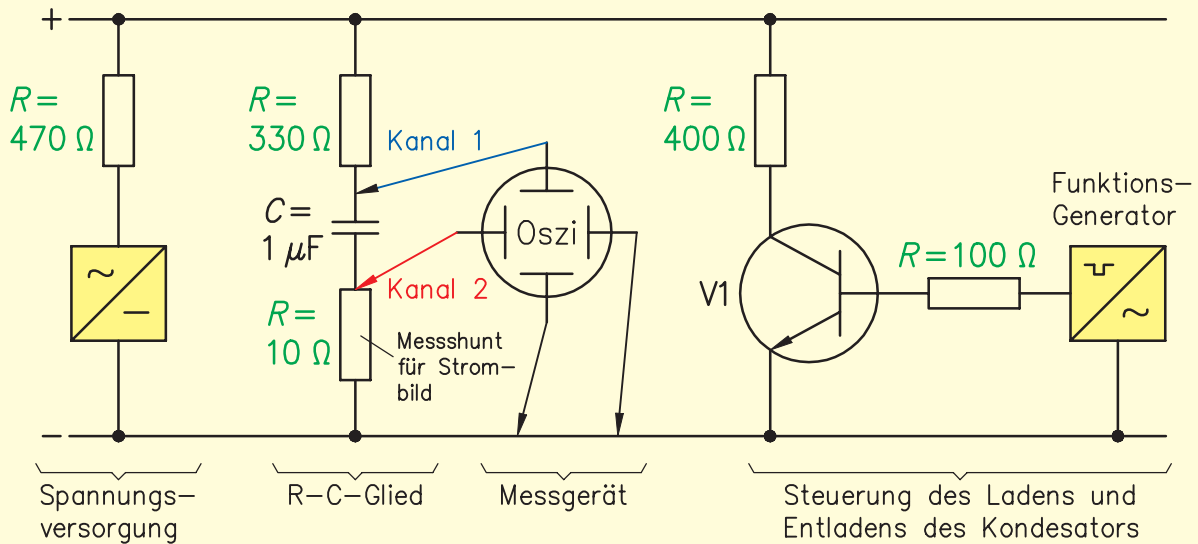 +
R=
470 Ω
R=
330 Ω
Kanal 1
C=
1 µF
Oszi
Kanal 2
R=
10 Ω
Messshunt
für Strom–
bild
R=
400 Ω
V1
R=100 Ω
Funktions–
Generator
~
–
~
–
Spannungs–
versorgung
R–C–Glied
Messgerät
Steuerung des Ladens und
Entladens des Kondesators